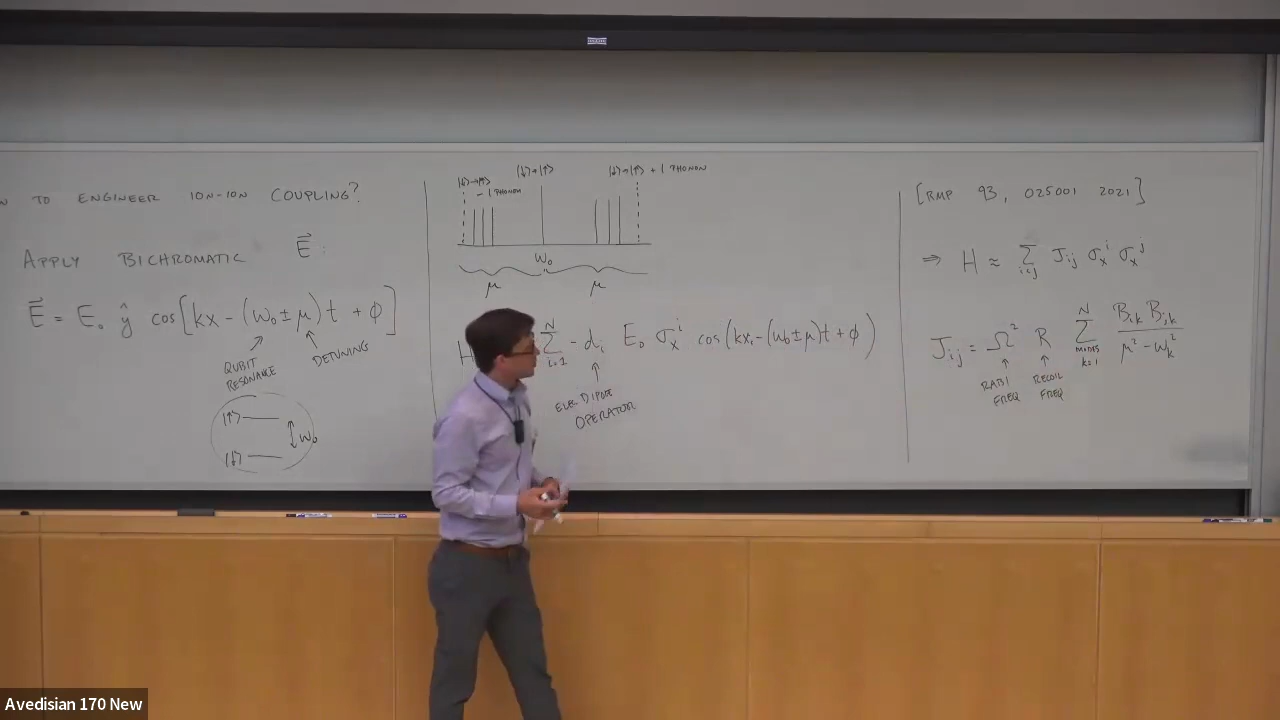 TO ENGINEER ION-ION COUPLING?
APPLY BICHROMATIC E⃗ :
E⃗ = E₀ ŷ cos[kx - (ω₀ ± μ)t + φ]
QUBIT RESONANCE
DETUNING
|↑⟩
ω₀
|↓⟩
|↓⟩→|↑⟩ - 1 PHONON
|↓⟩→|↑⟩
|↓⟩→|↑⟩ + 1 PHONON
ω₀
μ μ
H
N Σ i=1 - dᵢ E₀ σₓⁱ cos(kxᵢ - (ω₀ ± μ)t + φ)
ELEC. DIPOLE
OPERATOR
[RMP 93, 025001 2021]
⇒ H ≈ Σ i<j Jᵢⱼ σₓⁱ σₓʲ
Jᵢⱼ = Ω² R N Σ MODES k=1 Bᵢ,ₖ Bⱼ,ₖ / μ² - ωₖ²
RABI FREQ
RECOIL FREQ
Avedisian 170 New